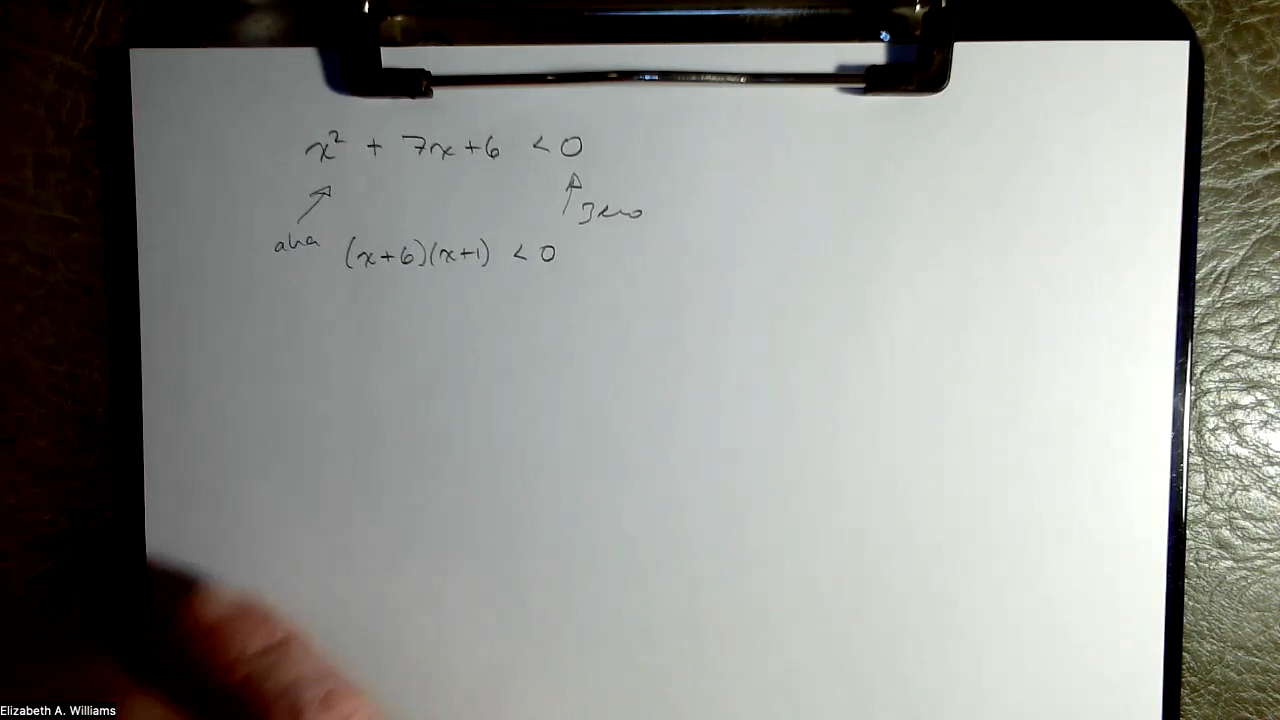 x² + 7x+6 < 0
zero
aha
(x+6)(x+1) < 0
Elizabeth A. Williams